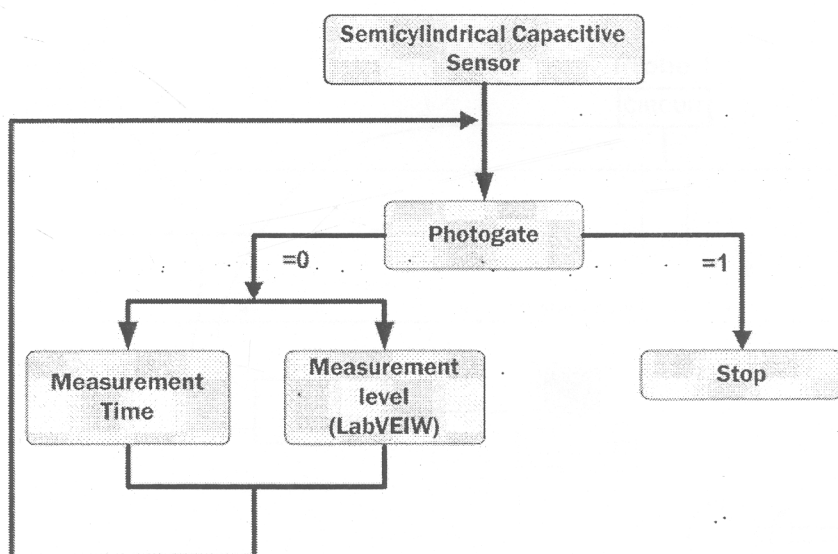 Semicylindrical Capacitive
Sensor
Photogate
=0
=1
Measurement
Time
Measurement
level
(LabVEIW)
Stop